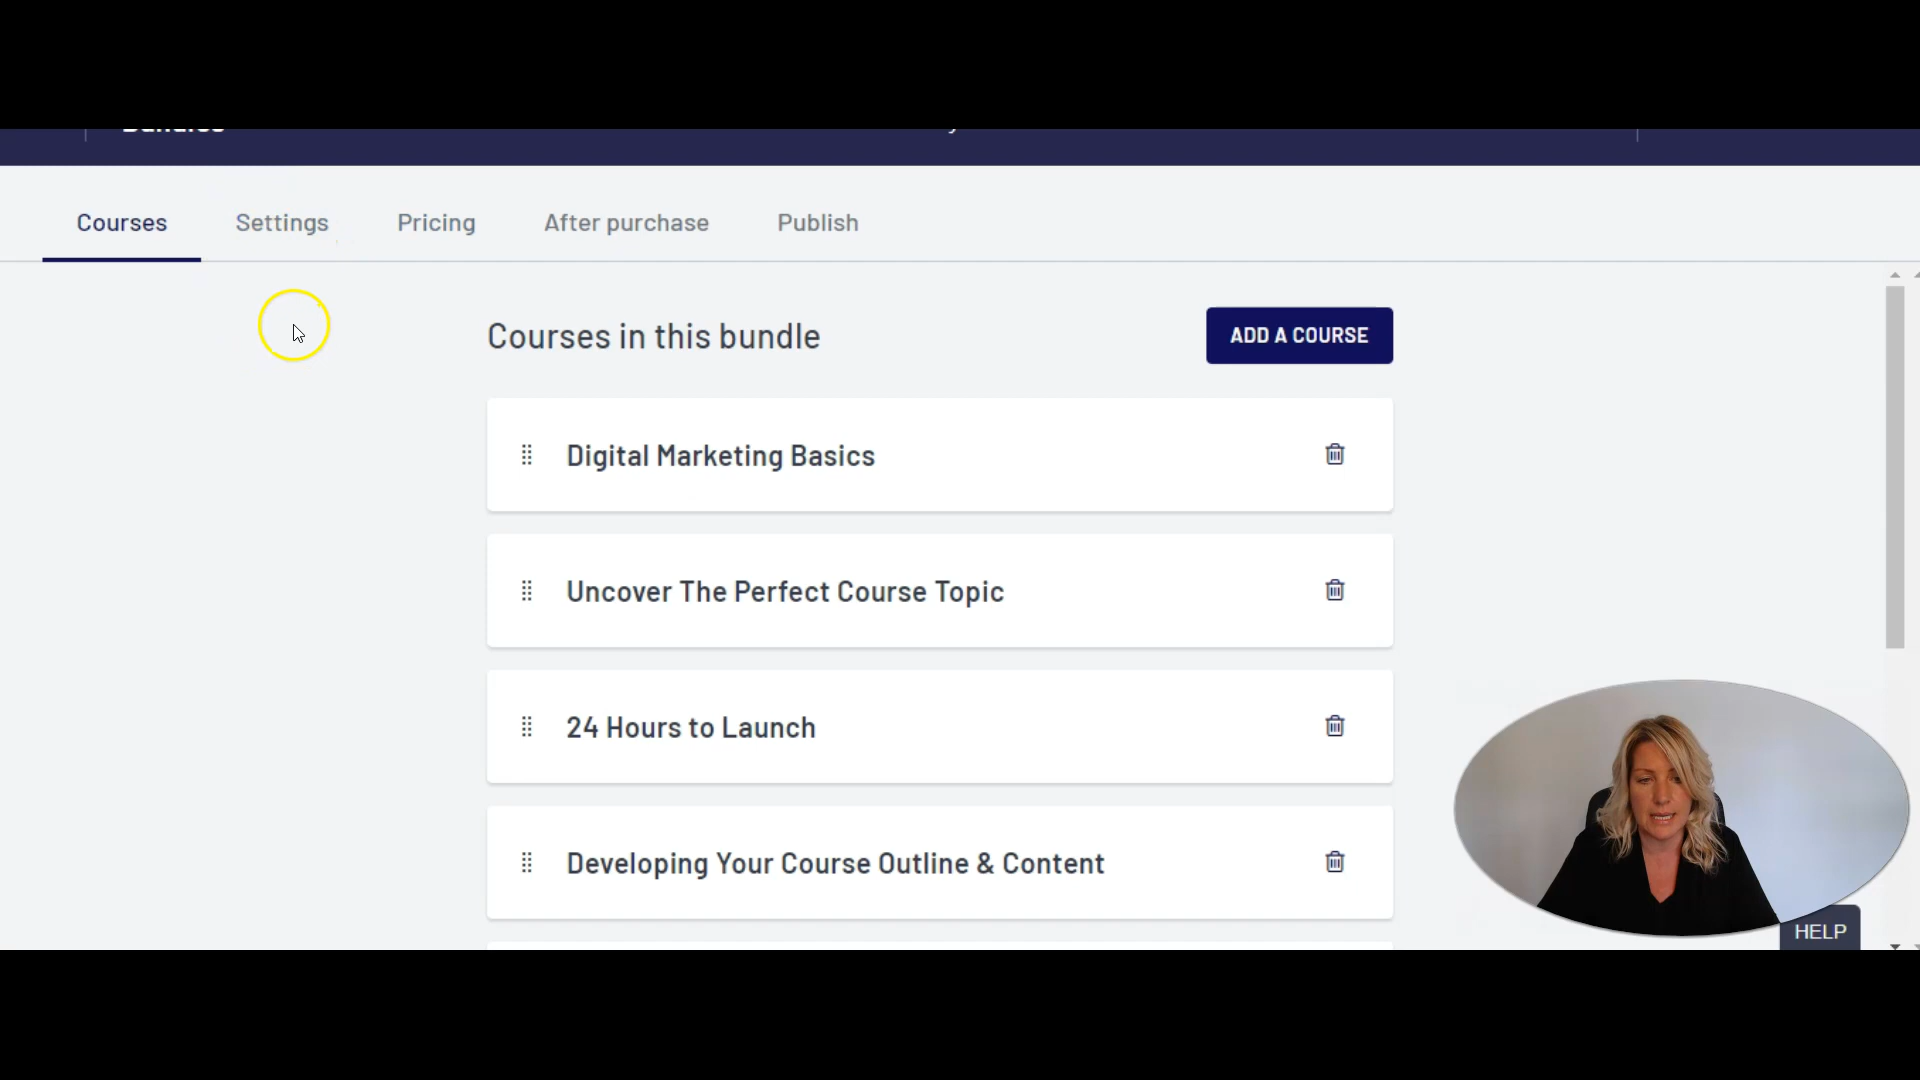 Bundles
Courses Settings Pricing After purchase Publish
Courses in this bundle
ADD A COURSE
Digital Marketing Basics
Uncover The Perfect Course Topic
24 Hours to Launch
Developing Your Course Outline & Content
HELP